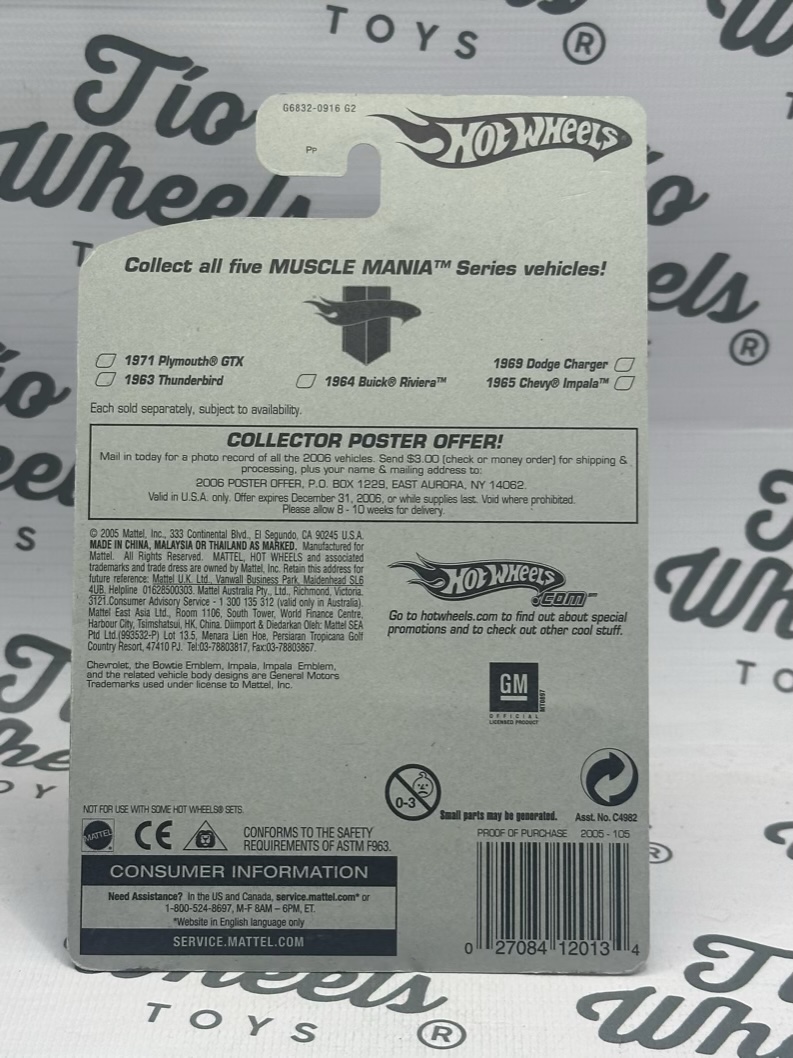 TOYS ®
Tío
Wheels
G6832-0916 G2
PP
HOT WHEELS
Collect all five MUSCLE MANIA™ Series vehicles!
1971 Plymouth® GTX
1963 Thunderbird
1964 Buick® Riviera™
1969 Dodge Charger
1965 Chevy® Impala™
Each sold separately, subject to availability.
COLLECTOR POSTER OFFER!
Mail in today for a photo record of all the 2006 vehicles. Send $3.00 (check or money order) for shipping &
processing, plus your name & mailing address to:
2006 POSTER OFFER, P.O. BOX 1229, EAST AURORA, NY 14062.
Valid in U.S.A. only. Offer expires December 31, 2006, or while supplies last. Void where prohibited.
Please allow 8 - 10 weeks for delivery.
© 2005 Mattel, Inc., 333 Continental Blvd., El Segundo, CA 90245 U.S.A.
MADE IN CHINA, MALAYSIA OR THAILAND AS MARKED. Manufactured for
Mattel. All Rights Reserved. MATTEL, HOT WHEELS and associated
trademarks and trade dress are owned by Mattel, Inc. Retain this address for
future reference: Mattel U.K. Ltd., Vanwall Business Park, Maidenhead SL6
4UB. Helpline 01628500303. Mattel Australia Pty., Ltd., Richmond, Victoria.
3121.Consumer Advisory Service - 1 300 135 312 (valid only in Australia).
Mattel East Asia Ltd., Room 1106, South Tower, World Finance Centre,
Harbour City, Tsimshatsui, HK, China. Diimport & Diedarkan Oleh: Mattel SEA
Ptd Ltd.(993532-P) Lot 13.5, Menara Lien Hoe, Persiaran Tropicana Golf
Country Resort, 47410 PJ. Tel:03-78803817, Fax:03-78803867.
Chevrolet, the Bowtie Emblem, Impala, Impala Emblem,
and the related vehicle body designs are General Motors
Trademarks used under license to Mattel, Inc.
HOT WHEELS
.COM
Go to hotwheels.com to find out about special
promotions and to check out other cool stuff.
GM
OFFICIAL
LICENSED PRODUCT
0-3
Small parts may be generated.
Asst. No. C4982
NOT FOR USE WITH SOME HOT WHEELS® SETS.
MATTEL
CE
CONFORMS TO THE SAFETY
REQUIREMENTS OF ASTM F963.
PROOF OF PURCHASE 2005 - 105
CONSUMER INFORMATION
Need Assistance? In the US and Canada, service.mattel.com* or
1-800-524-8697, M-F 8AM – 6PM, ET.
*Website in English language only
SERVICE.MATTEL.COM
0 27084 12013 4
TOYS ®